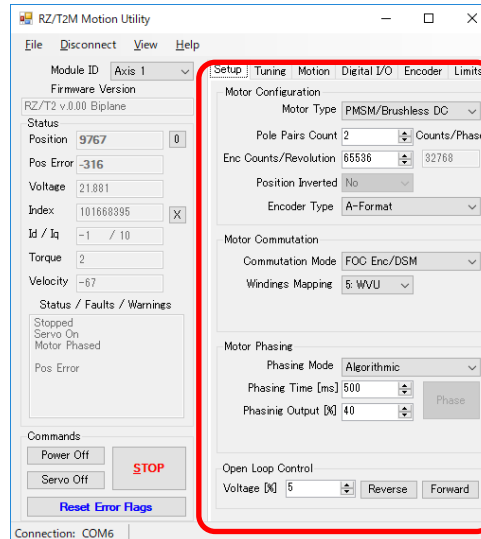 RZ/T2M Motion Utility
File Disconnect View Help
Module ID Axis 1
Firmware Version
RZ/T2 v.0.00 Biplane
Status
Position 9767 0
Pos Error -316
Voltage 21.881
Index 101668395 X
Id / Iq -1 / 10
Torque 2
Velocity -67
Status / Faults / Warnings
Stopped
Servo On
Motor Phased
Pos Error
Commands
Power Off
Servo Off
STOP
Reset Error Flags
Connection: COM6
Setup Tuning Motion Digital I/O Encoder Limits
Motor Configuration
Motor Type PMSM/Brushless DC
Pole Pairs Count 2 Counts/Phase
Enc Counts/Revolution 65536 32768
Position Inverted No
Encoder Type A-Format
Motor Commutation
Commutation Mode FOC Enc/DSM
Windings Mapping 5: WVU
Motor Phasing
Phasing Mode Algorithmic
Phasing Time [ms] 500
Phasinig Output [%] 40
Phase
Open Loop Control
Voltage [%] 5 Reverse Forward